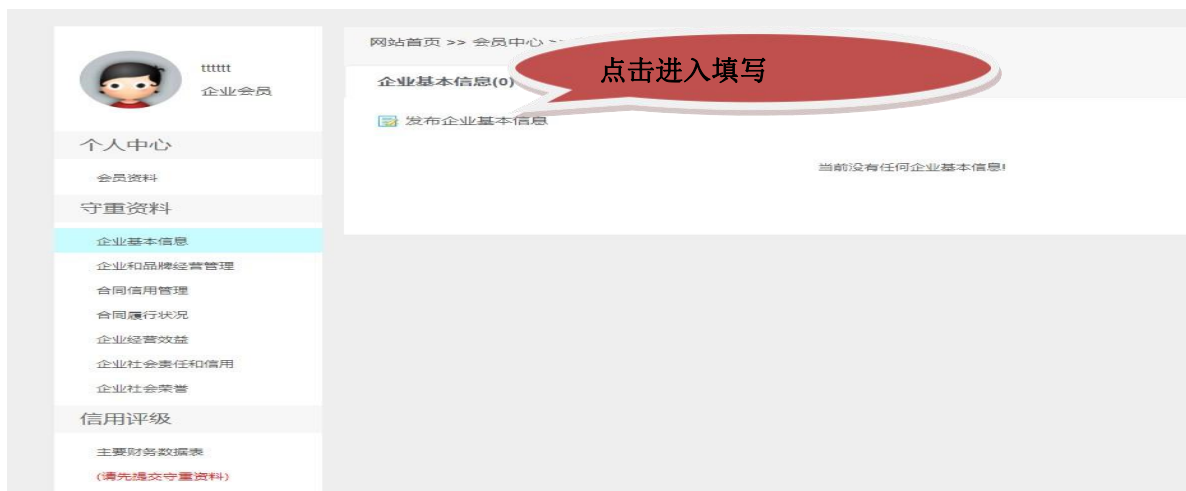 tttttt
企业会员
个人中心
会员资料
守重资料
企业基本信息
企业和品牌经营管理
合同信用管理
合同履行状况
企业经营效益
企业社会责任和信用
企业社会荣誉
信用评级
主要财务数据表
(请先提交守重资料)
网站首页 >> 会员中心 >>
点击进入填写
企业基本信息(0)
发布企业基本信息
当前没有任何企业基本信息!